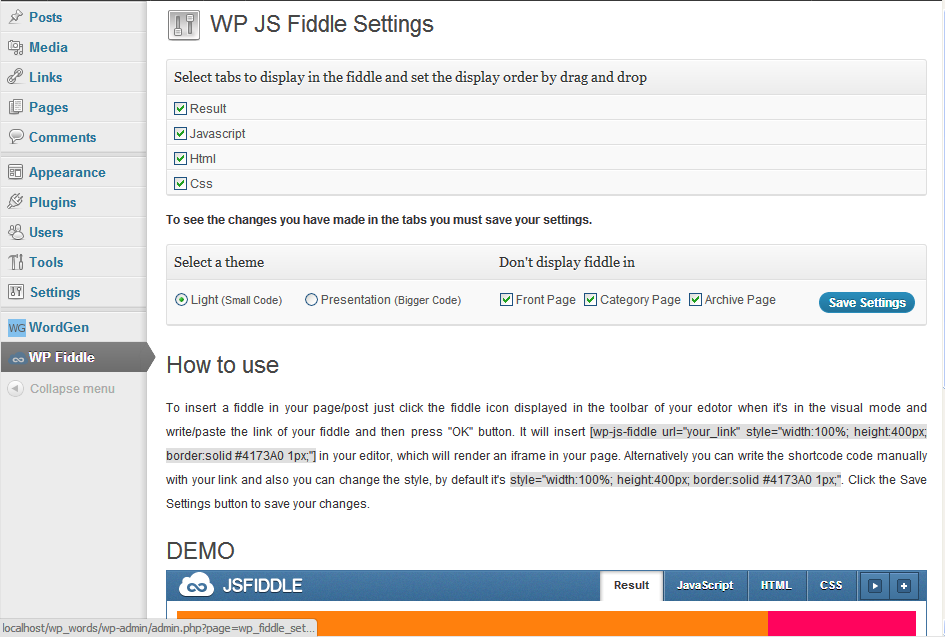 Posts
Media
Links
Pages
Comments
Appearance
Plugins
Users
Tools
Settings
WG WordGen
WP Fiddle
Collapse menu
WP JS Fiddle Settings
Select tabs to display in the fiddle and set the display order by drag and drop
Result
Javascript
Html
Css
To see the changes you have made in the tabs you must save your settings.
Select a theme
Don't display fiddle in
Light (Small Code) Presentation (Bigger Code) Front Page Category Page Archive Page Save Settings
How to use
To insert a fiddle in your page/post just click the fiddle icon displayed in the toolbar of your edotor when it's in the visual mode and
write/paste the link of your fiddle and then press "OK" button. It will insert [wp-js-fiddle url="your_link" style="width:100%; height:400px;
border:solid #4173A0 1px;"] in your editor, which will render an iframe in your page. Alternatively you can write the shortcode code manually
with your link and also you can change the style, by default it's style="width:100%; height:400px; border:solid #4173A0 1px;". Click the Save
Settings button to save your changes.
DEMO
JSFIDDLE Result JavaScript HTML CSS
localhost/wp_words/wp-admin/admin.php?page=wp_fiddle_set...